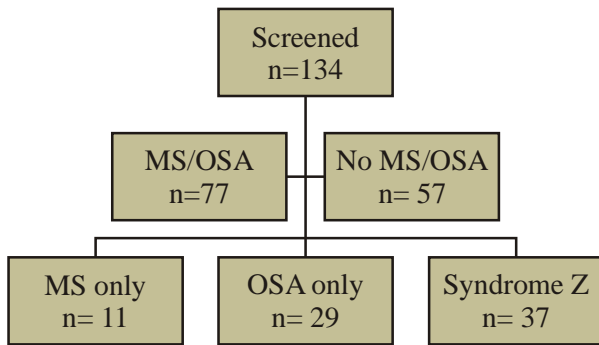 Screened
n=134
MS/OSA
n=77
No MS/OSA
n= 57
MS only
n= 11
OSA only
n= 29
Syndrome Z
n= 37